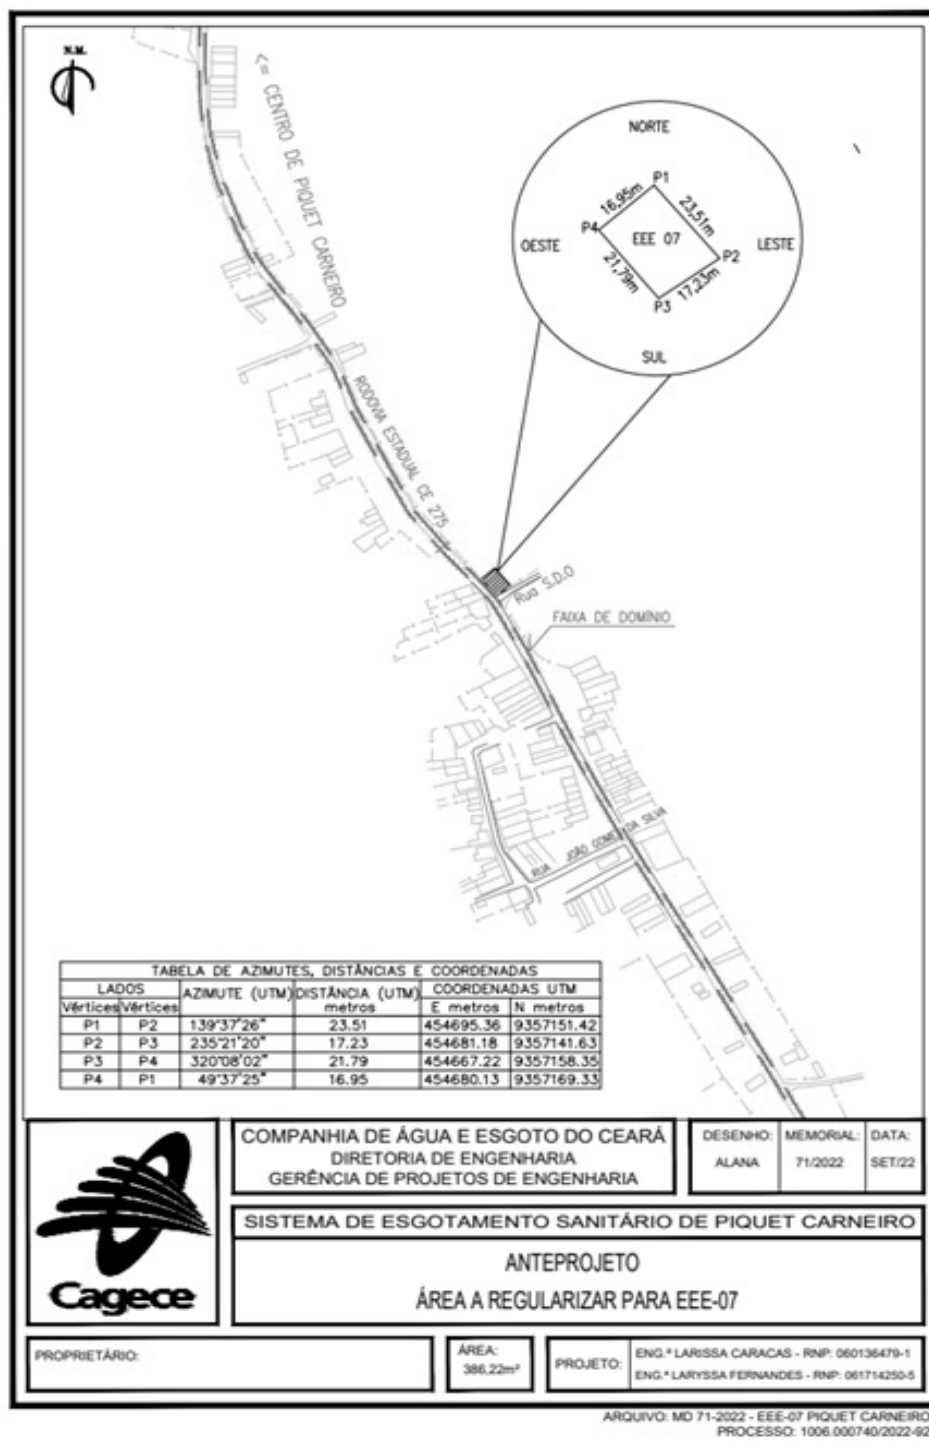 N.M.
<= CENTRO DE PIQUET CARNEIRO
NORTE
P1
16,95m
23,51m
P4
EEE 07
OESTE
LESTE
P2
21,79m
17,23m
P3
SUL
RODOVIA ESTADUAL CE 275
Rua S.D.O
FAIXA DE DOMÍNIO
RUA JOÃO GOMES DA SILVA
TABELA DE AZIMUTES, DISTÂNCIAS E COORDENADAS
LADOS AZIMUTE (UTM) DISTÂNCIA (UTM) COORDENADAS UTM
Vértices Vértices metros E metros N metros
P1 P2 139°37'26" 23.51 454695.36 9357151.42
P2 P3 235°21'20" 17.23 454681.18 9357141.63
P3 P4 320°08'02" 21.79 454667.22 9357158.35
P4 P1 49°37'25" 16.95 454680.13 9357169.33
Cagece
COMPANHIA DE ÁGUA E ESGOTO DO CEARÁ
DIRETORIA DE ENGENHARIA
GERÊNCIA DE PROJETOS DE ENGENHARIA
DESENHO: MEMORIAL: DATA:
ALANA 71/2022 SET/22
SISTEMA DE ESGOTAMENTO SANITÁRIO DE PIQUET CARNEIRO
ANTEPROJETO
ÁREA A REGULARIZAR PARA EEE-07
PROPRIETÁRIO:
ÁREA:
386,22m²
PROJETO:
ENG.ª LARISSA CARACAS - RNP: 060136479-1
ENG.ª LARYSSA FERNANDES - RNP: 061714250-5
ARQUIVO: MD 71-2022 - EEE-07 PIQUET CARNEIRO
PROCESSO: 1006.000740/2022-92